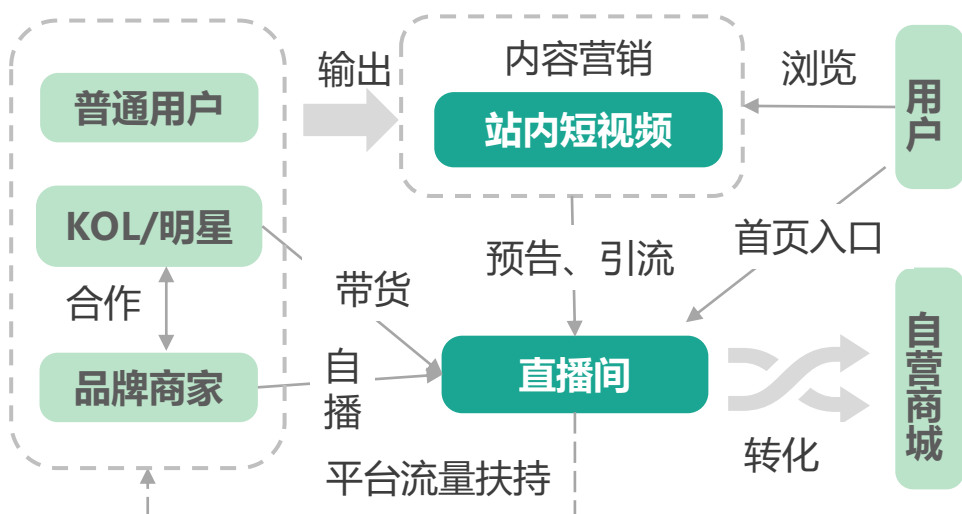 普通用户
KOL/明星
合作
品牌商家
输出
内容营销
站内短视频
浏览
用户
预告、引流
首页入口
带货
自播
直播间
转化
自营商城
平台流量扶持